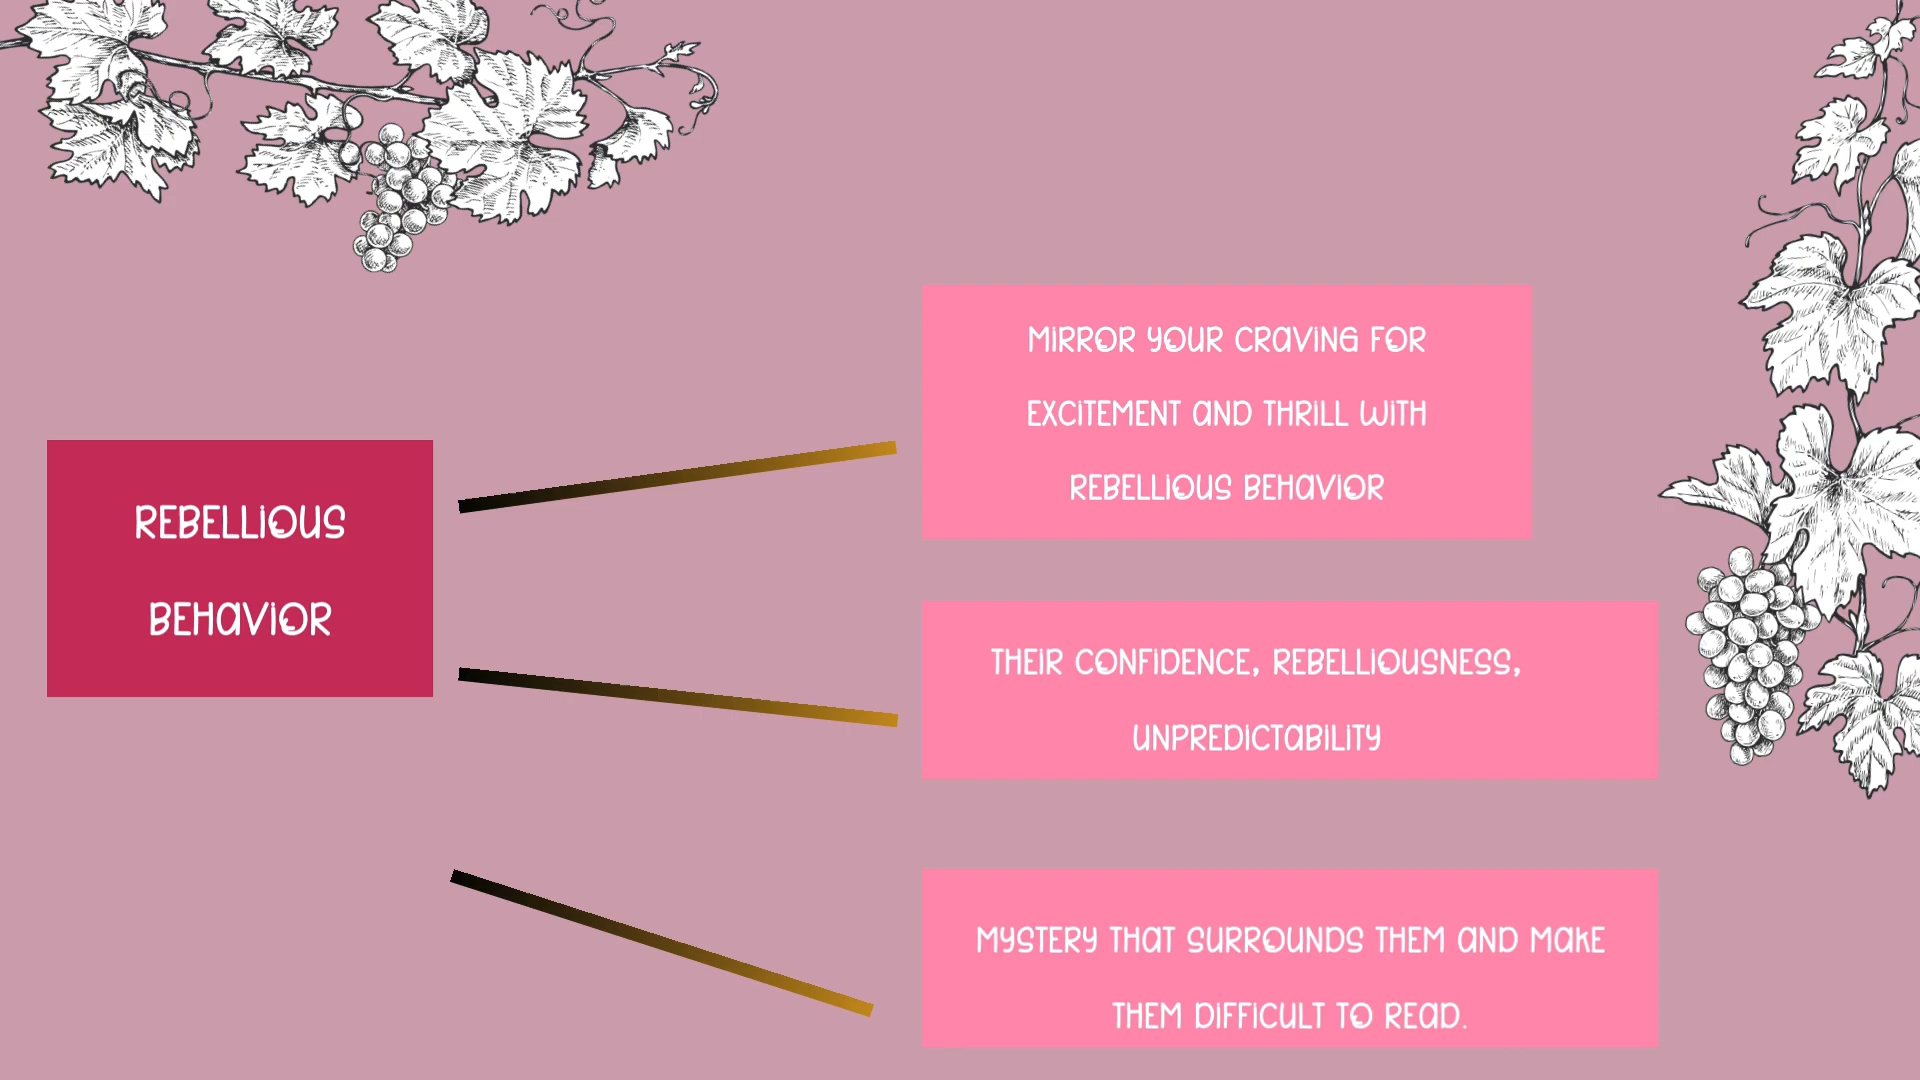 REBELLIOUS
BEHAVIOR
MIRROR YOUR CRAVING FOR
EXCITEMENT AND THRILL WITH
REBELLIOUS BEHAVIOR
THEIR CONFIDENCE, REBELLIOUSNESS,
UNPREDICTABILITY
MYSTERY THAT SURROUNDS THEM AND MAKE
THEM DIFFICULT TO READ.